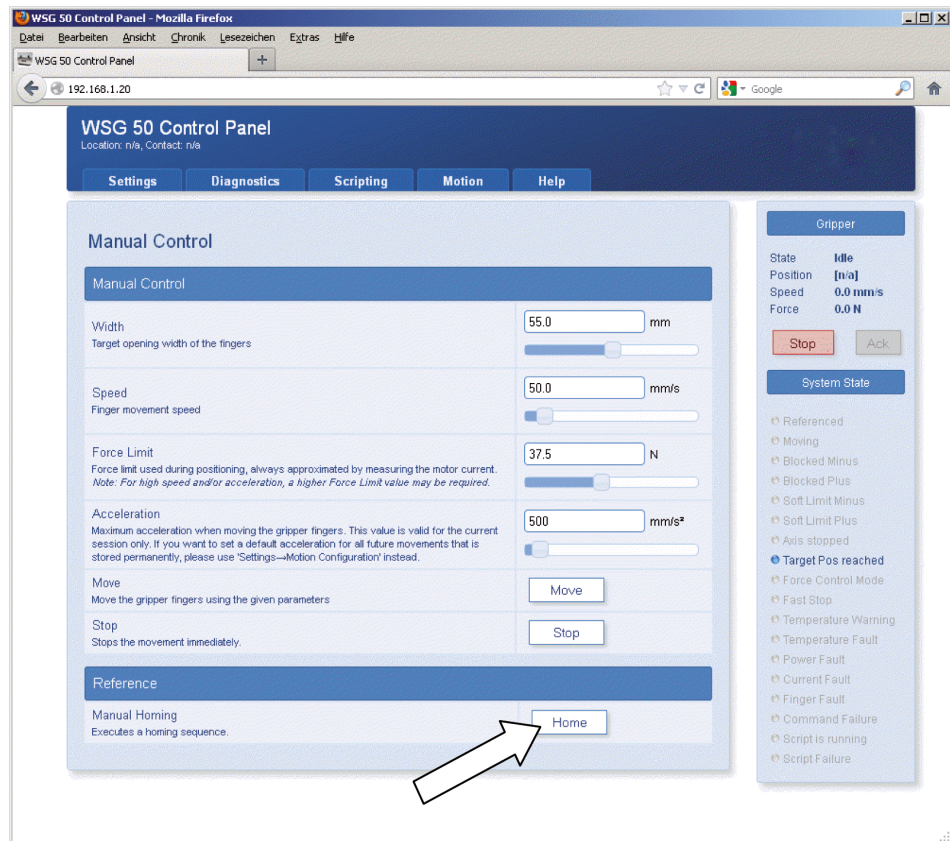 WSG 50 Control Panel - Mozilla Firefox
Datei Bearbeiten Ansicht Chronik Lesezeichen Extras Hilfe
WSG 50 Control Panel
192.168.1.20
Google
WSG 50 Control Panel
Location: n/a, Contact: n/a
Settings Diagnostics Scripting Motion Help
Manual Control
Manual Control
Width
Target opening width of the fingers
55.0 mm
Speed
Finger movement speed
50.0 mm/s
Force Limit
Force limit used during positioning, always approximated by measuring the motor current.
Note: For high speed and/or acceleration, a higher Force Limit value may be required.
37.5 N
Acceleration
Maximum acceleration when moving the gripper fingers. This value is valid for the current
session only. If you want to set a default acceleration for all future movements that is
stored permanently, please use 'Settings→Motion Configuration' instead.
500 mm/s²
Move
Move the gripper fingers using the given parameters
Move
Stop
Stops the movement immediately.
Stop
Reference
Manual Homing
Executes a homing sequence.
Home
Gripper
State Idle
Position [n/a]
Speed 0.0 mm/s
Force 0.0 N
Stop Ack
System State
Referenced
Moving
Blocked Minus
Blocked Plus
Soft Limit Minus
Soft Limit Plus
Axis stopped
Target Pos reached
Force Control Mode
Fast Stop
Temperature Warning
Temperature Fault
Power Fault
Current Fault
Finger Fault
Command Failure
Script is running
Script Failure